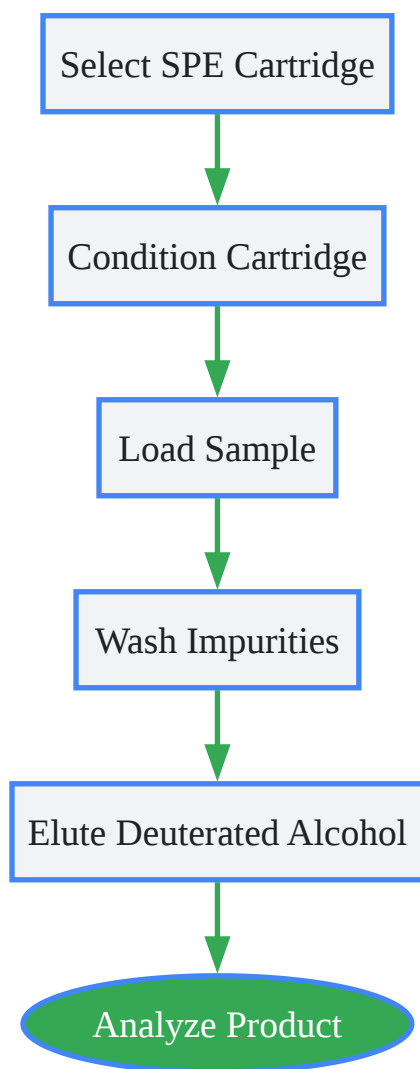 Select SPE Cartridge
Condition Cartridge
Load Sample
Wash Impurities
Elute Deuterated Alcohol
Analyze Product